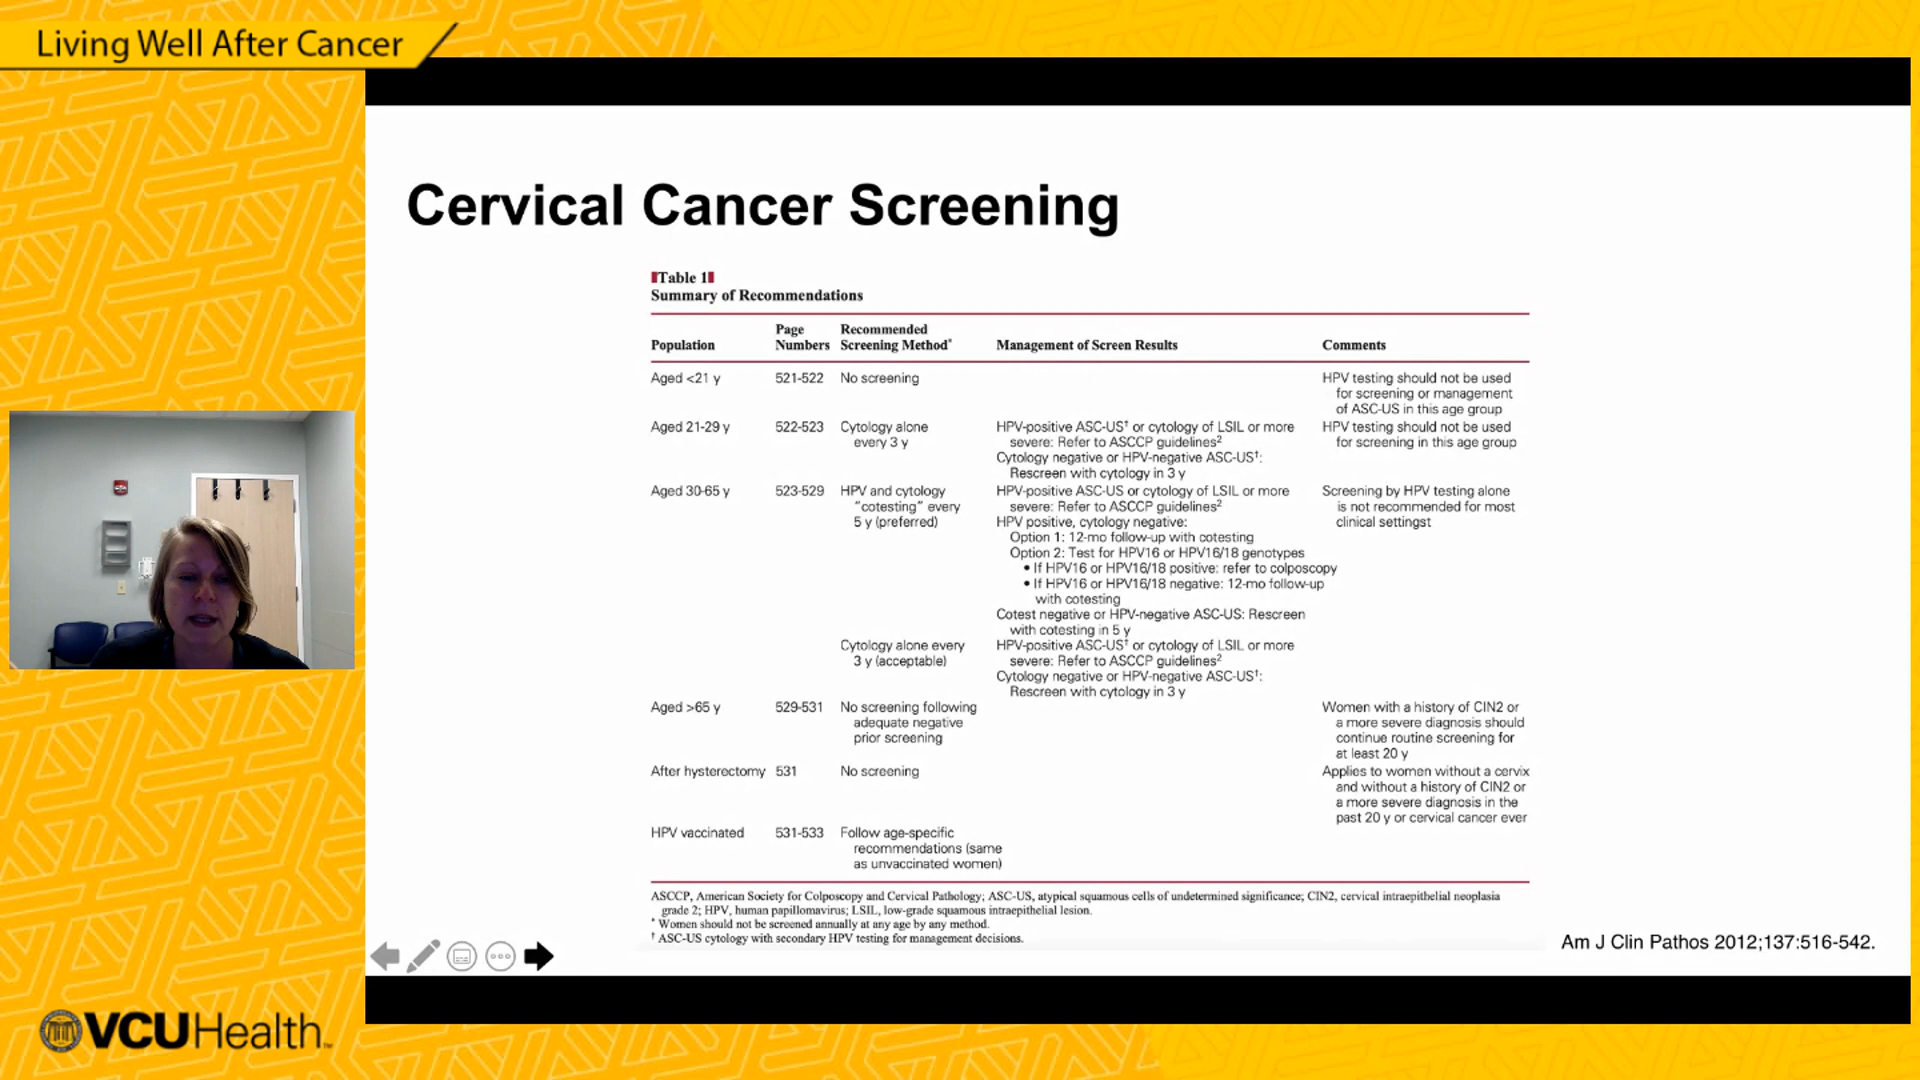 Living Well After Cancer
Cervical Cancer Screening
Table 1
Summary of Recommendations
Population
Page Numbers
Recommended Screening Method*
Management of Screen Results
Comments
Aged <21 y
521-522
No screening
HPV testing should not be used
for screening or management
of ASC-US in this age group
Aged 21-29 y
522-523
Cytology alone
every 3 y
HPV-positive ASC-US† or cytology of LSIL or more
severe: Refer to ASCCP guidelines²
Cytology negative or HPV-negative ASC-US†:
Rescreen with cytology in 3 y
HPV testing should not be used
for screening in this age group
Aged 30-65 y
523-529
HPV and cytology
"cotesting" every
5 y (preferred)
HPV-positive ASC-US or cytology of LSIL or more
severe: Refer to ASCCP guidelines²
HPV positive, cytology negative:
Option 1: 12-mo follow-up with cotesting
Option 2: Test for HPV16 or HPV16/18 genotypes
• If HPV16 or HPV16/18 positive: refer to colposcopy
• If HPV16 or HPV16/18 negative: 12-mo follow-up
with cotesting
Cotest negative or HPV-negative ASC-US: Rescreen
with cotesting in 5 y
Screening by HPV testing alone
is not recommended for most
clinical settingst
Cytology alone every
3 y (acceptable)
HPV-positive ASC-US† or cytology of LSIL or more
severe: Refer to ASCCP guidelines²
Cytology negative or HPV-negative ASC-US†:
Rescreen with cytology in 3 y
Aged >65 y
529-531
No screening following
adequate negative
prior screening
Women with a history of CIN2 or
a more severe diagnosis should
continue routine screening for
at least 20 y
After hysterectomy
531
No screening
Applies to women without a cervix
and without a history of CIN2 or
a more severe diagnosis in the
past 20 y or cervical cancer ever
HPV vaccinated
531-533
Follow age-specific
recommendations (same
as unvaccinated women)
ASCCP, American Society for Colposcopy and Cervical Pathology; ASC-US, atypical squamous cells of undetermined significance; CIN2, cervical intraepithelial neoplasia
grade 2; HPV, human papillomavirus; LSIL, low-grade squamous intraepithelial lesion.
* Women should not be screened annually at any age by any method.
† ASC-US cytology with secondary HPV testing for management decisions.
Am J Clin Pathos 2012;137:516-542.
VCUHealth™